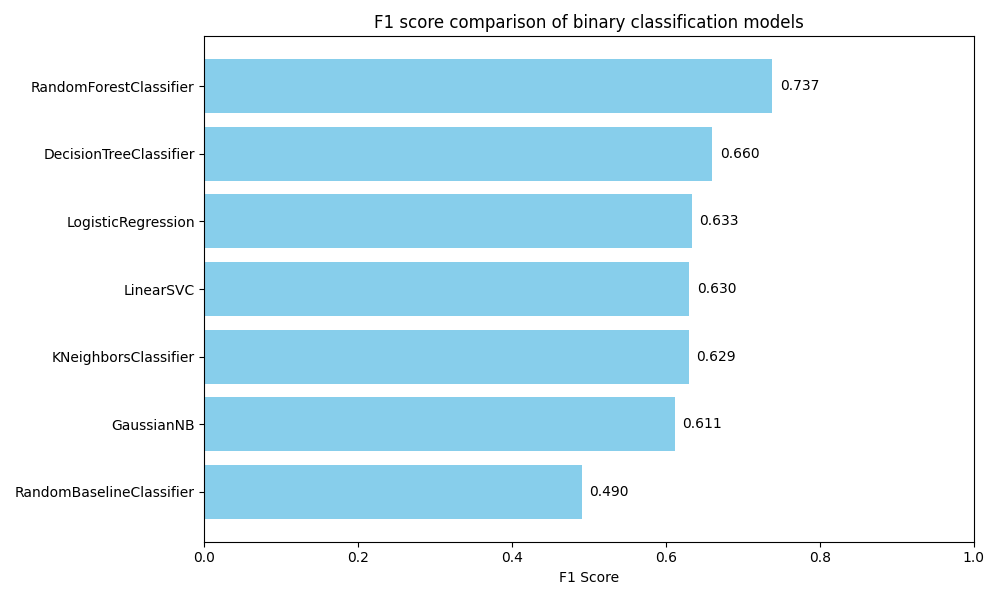 F1 score comparison of binary classification models
RandomForestClassifier 0.737
DecisionTreeClassifier 0.660
LogisticRegression 0.633
LinearSVC 0.630
KNeighborsClassifier 0.629
GaussianNB 0.611
RandomBaselineClassifier 0.490
0.0 0.2 0.4 0.6 0.8 1.0
F1 Score